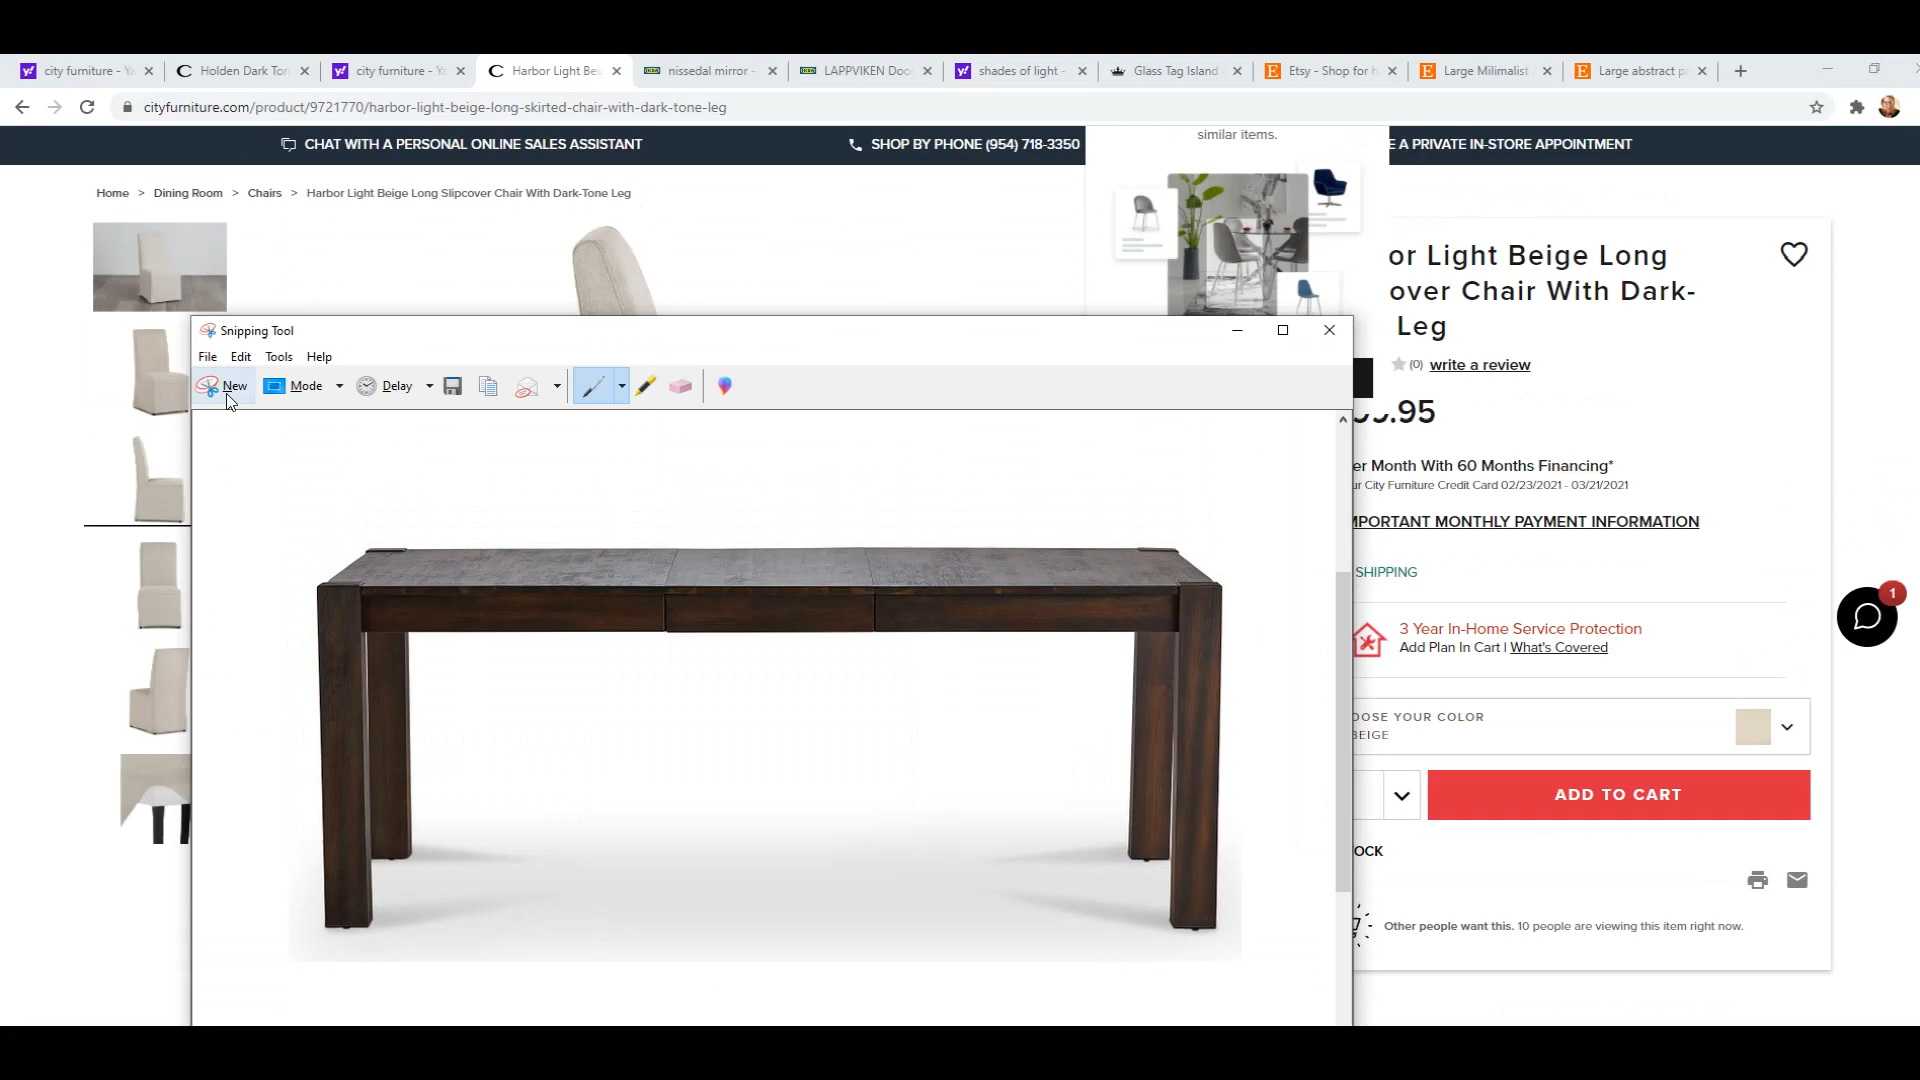 city furniture - Ya
Holden Dark Ton
city furniture - Ya
Harbor Light Bei
nissedal mirror -
LAPPVIKEN Doo
shades of light -
Glass Tag Island
Etsy - Shop for h
Large Milimalist
Large abstract pa
cityfurniture.com/product/9721770/harbor-light-beige-long-skirted-chair-with-dark-tone-leg
CHAT WITH A PERSONAL ONLINE SALES ASSISTANT
SHOP BY PHONE (954) 718-3350
E A PRIVATE IN-STORE APPOINTMENT
similar items.
Home > Dining Room > Chairs > Harbor Light Beige Long Slipcover Chair With Dark-Tone Leg
or Light Beige Long
over Chair With Dark-
Leg
(0) write a review
.95
er Month With 60 Months Financing*
ur City Furniture Credit Card 02/23/2021 - 03/21/2021
MPORTANT MONTHLY PAYMENT INFORMATION
SHIPPING
3 Year In-Home Service Protection
Add Plan In Cart | What's Covered
OOSE YOUR COLOR
BEIGE
ADD TO CART
OCK
Other people want this. 10 people are viewing this item right now.
1
Snipping Tool
File Edit Tools Help
New Mode Delay